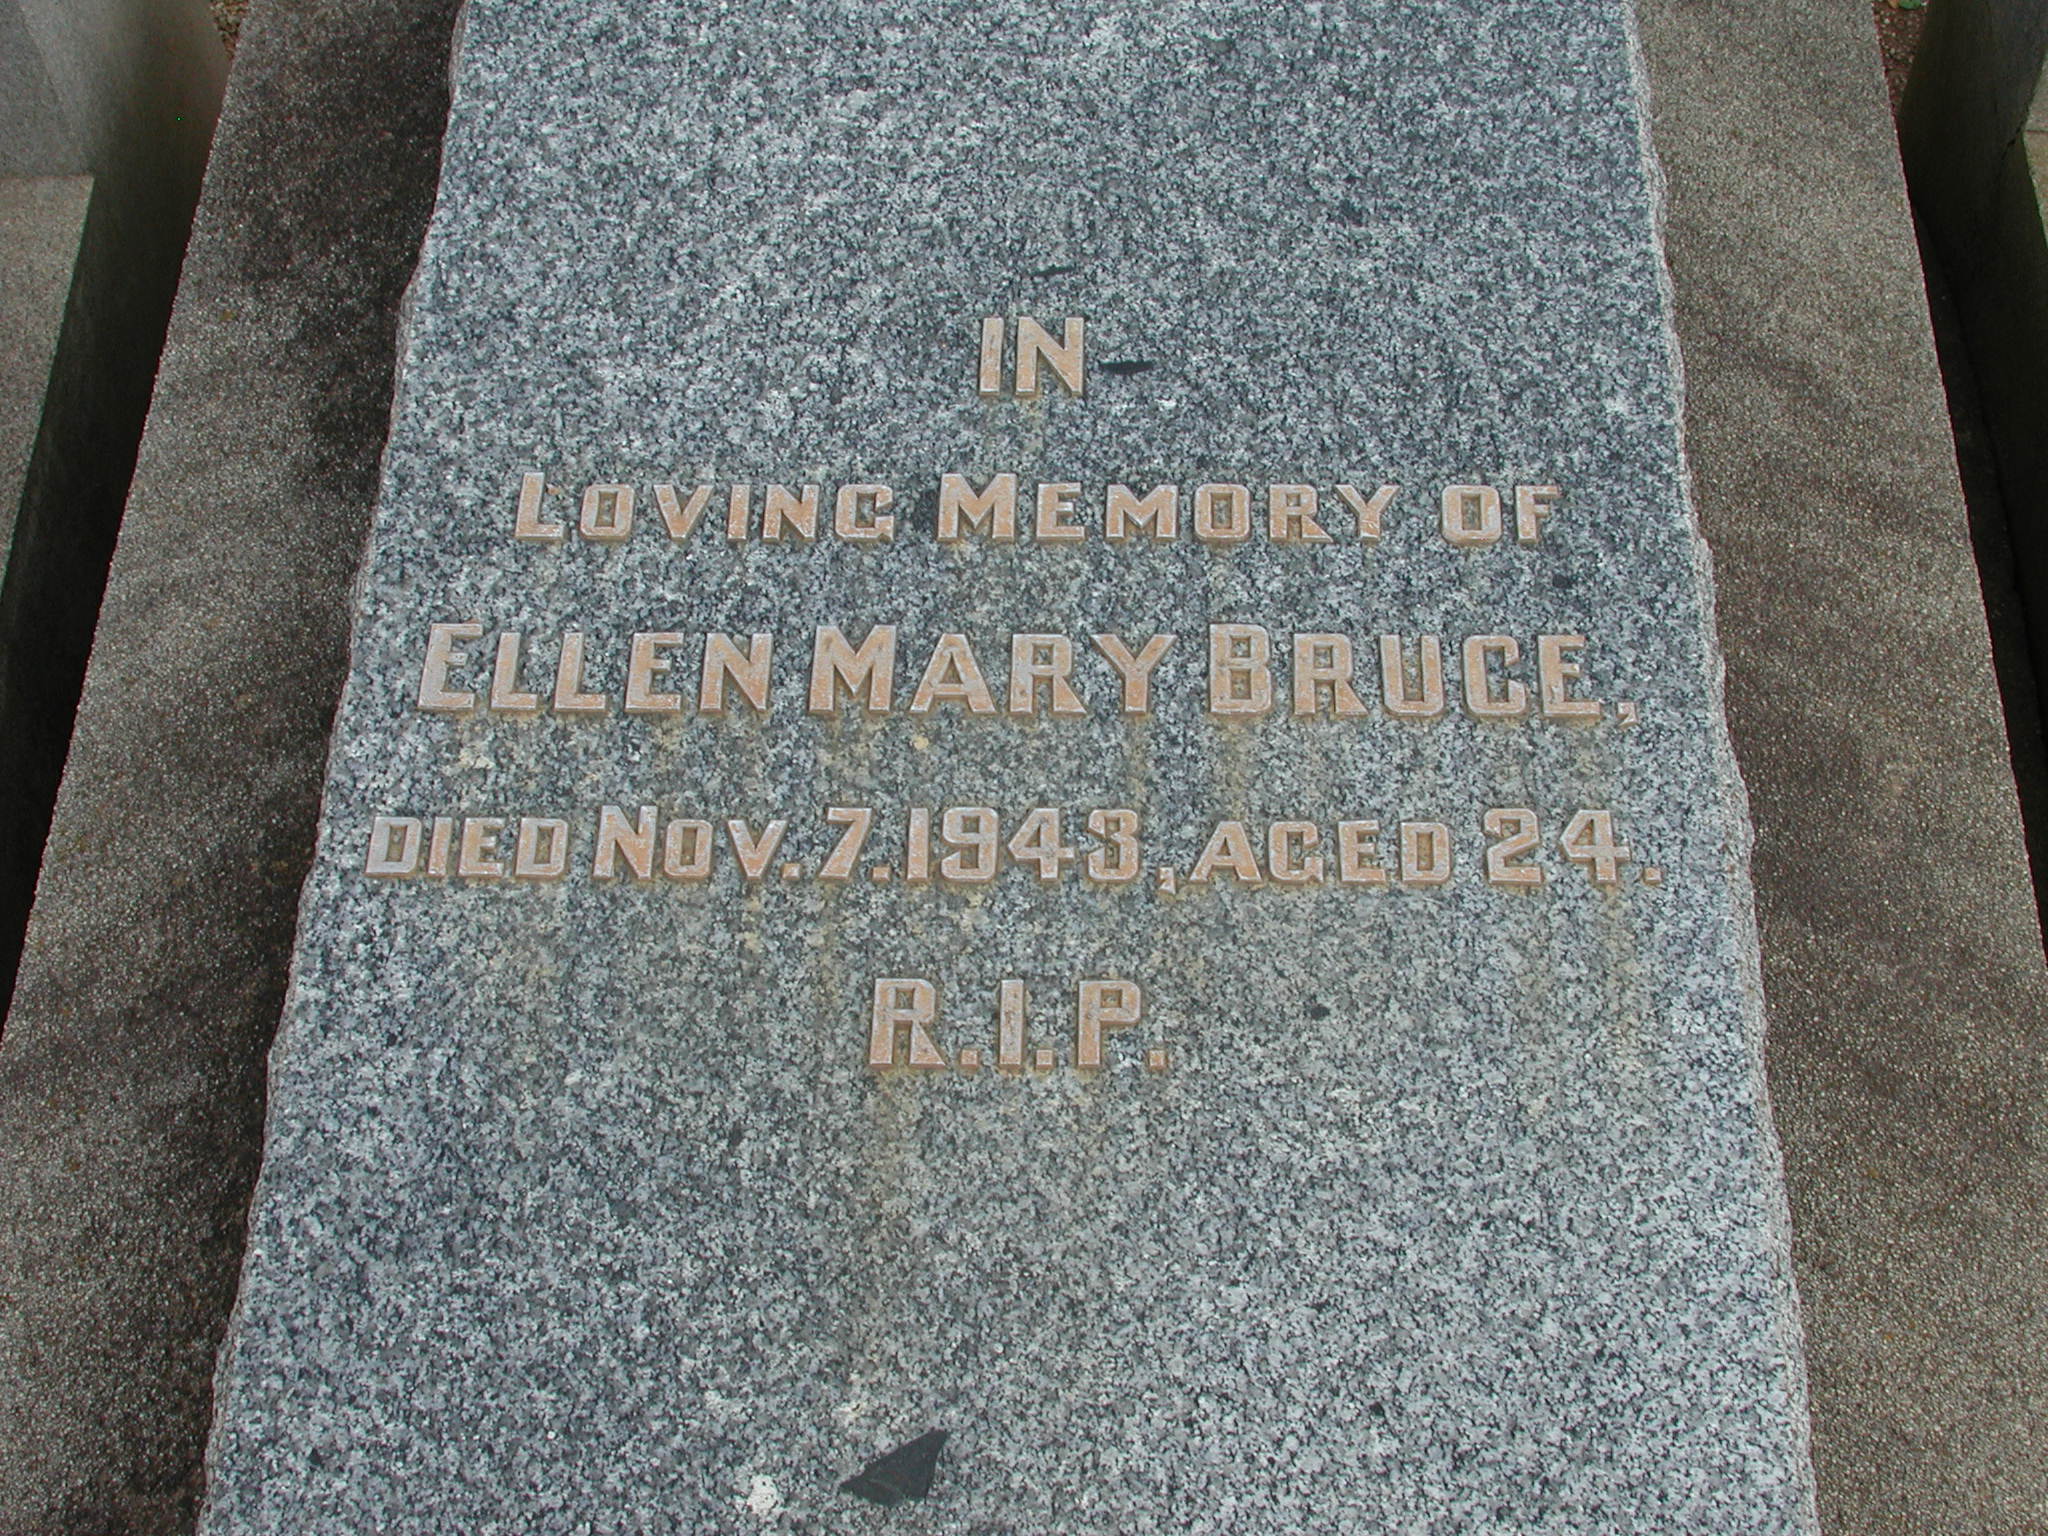 IN
LOVING MEMORY OF
ELLEN MARY BRUCE,
DIED NOV. 7. 1943, AGED 24.
R.I.P.